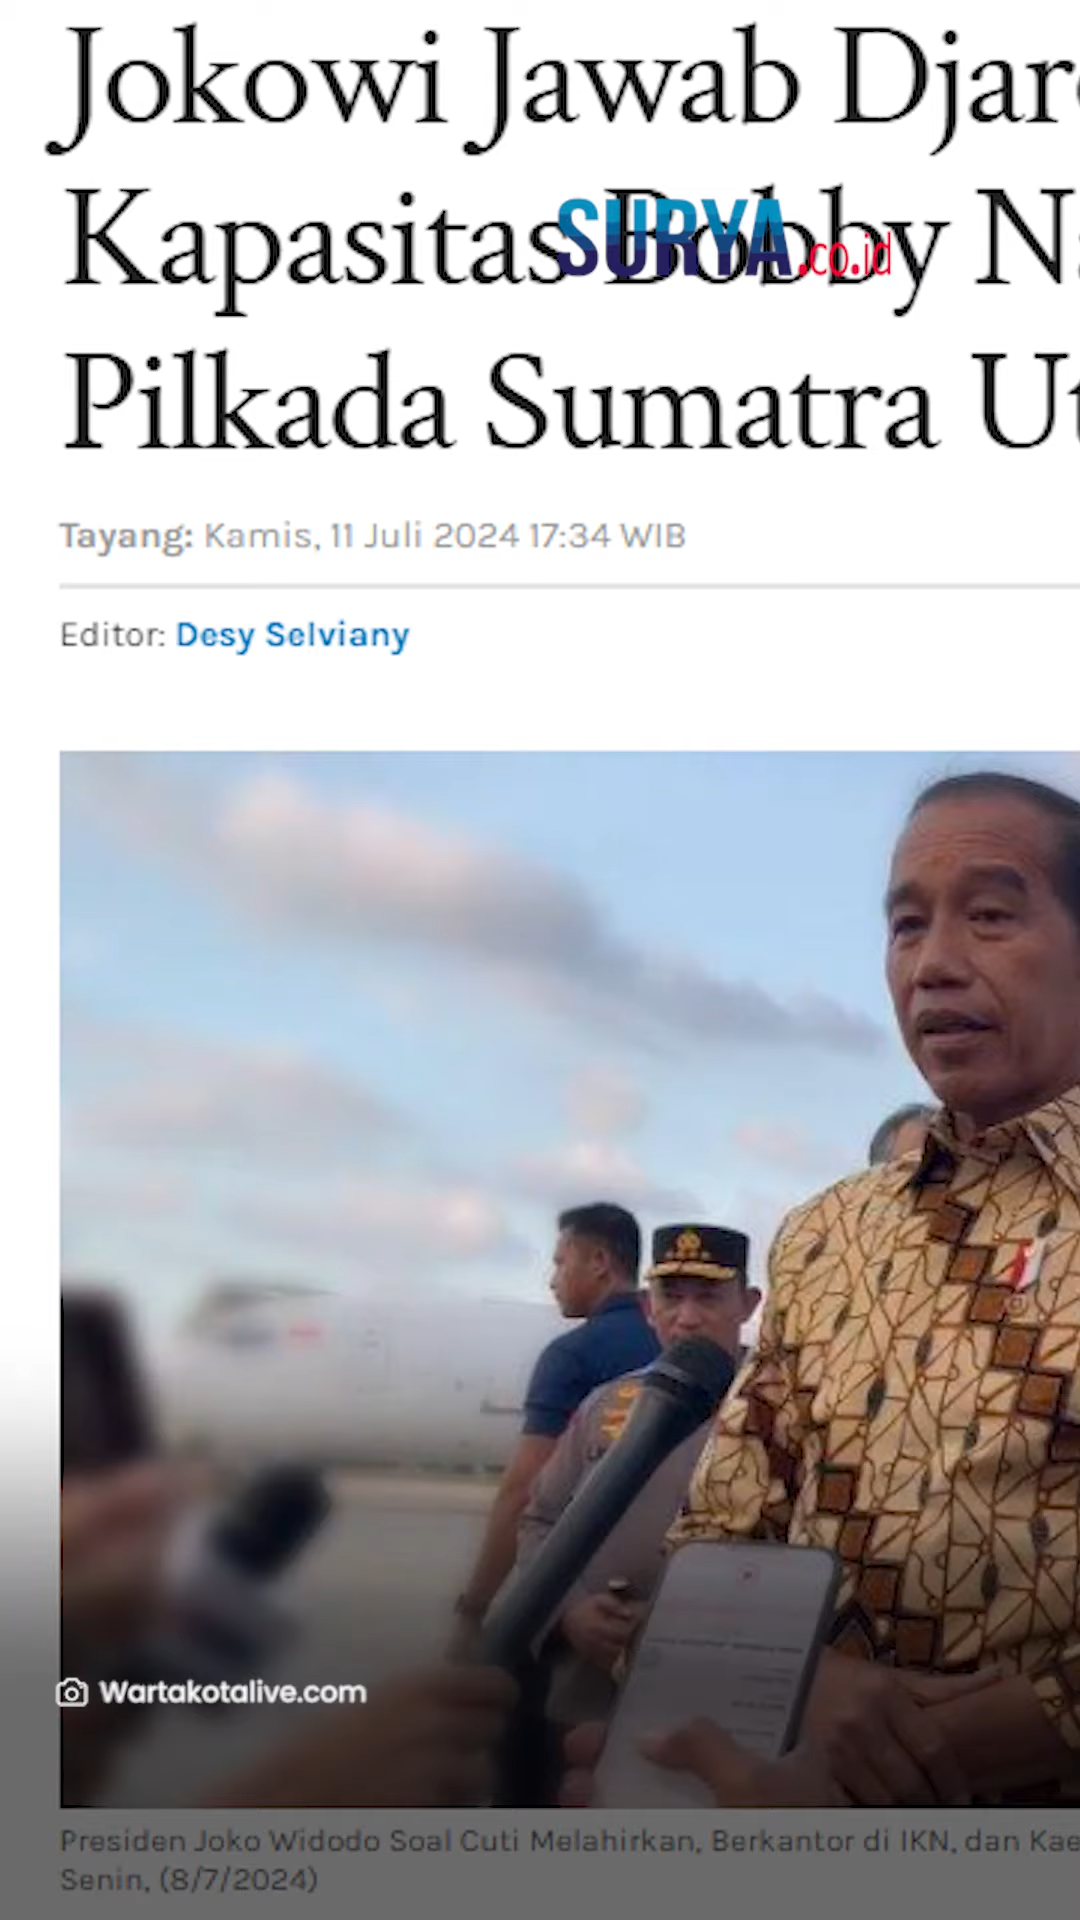 Jokowi Jawab
Kapasitas Bobby
SURYA.co.id
Pilkada Sumatra
Tayang: Kamis, 11 Juli 2024 17:34 WIB
Editor: Desy Selviany
Wartakotalive.com
Presiden Joko Widodo Soal Cuti Melahirkan, Berkantor di IKN, dan
Senin, (8/7/2024)